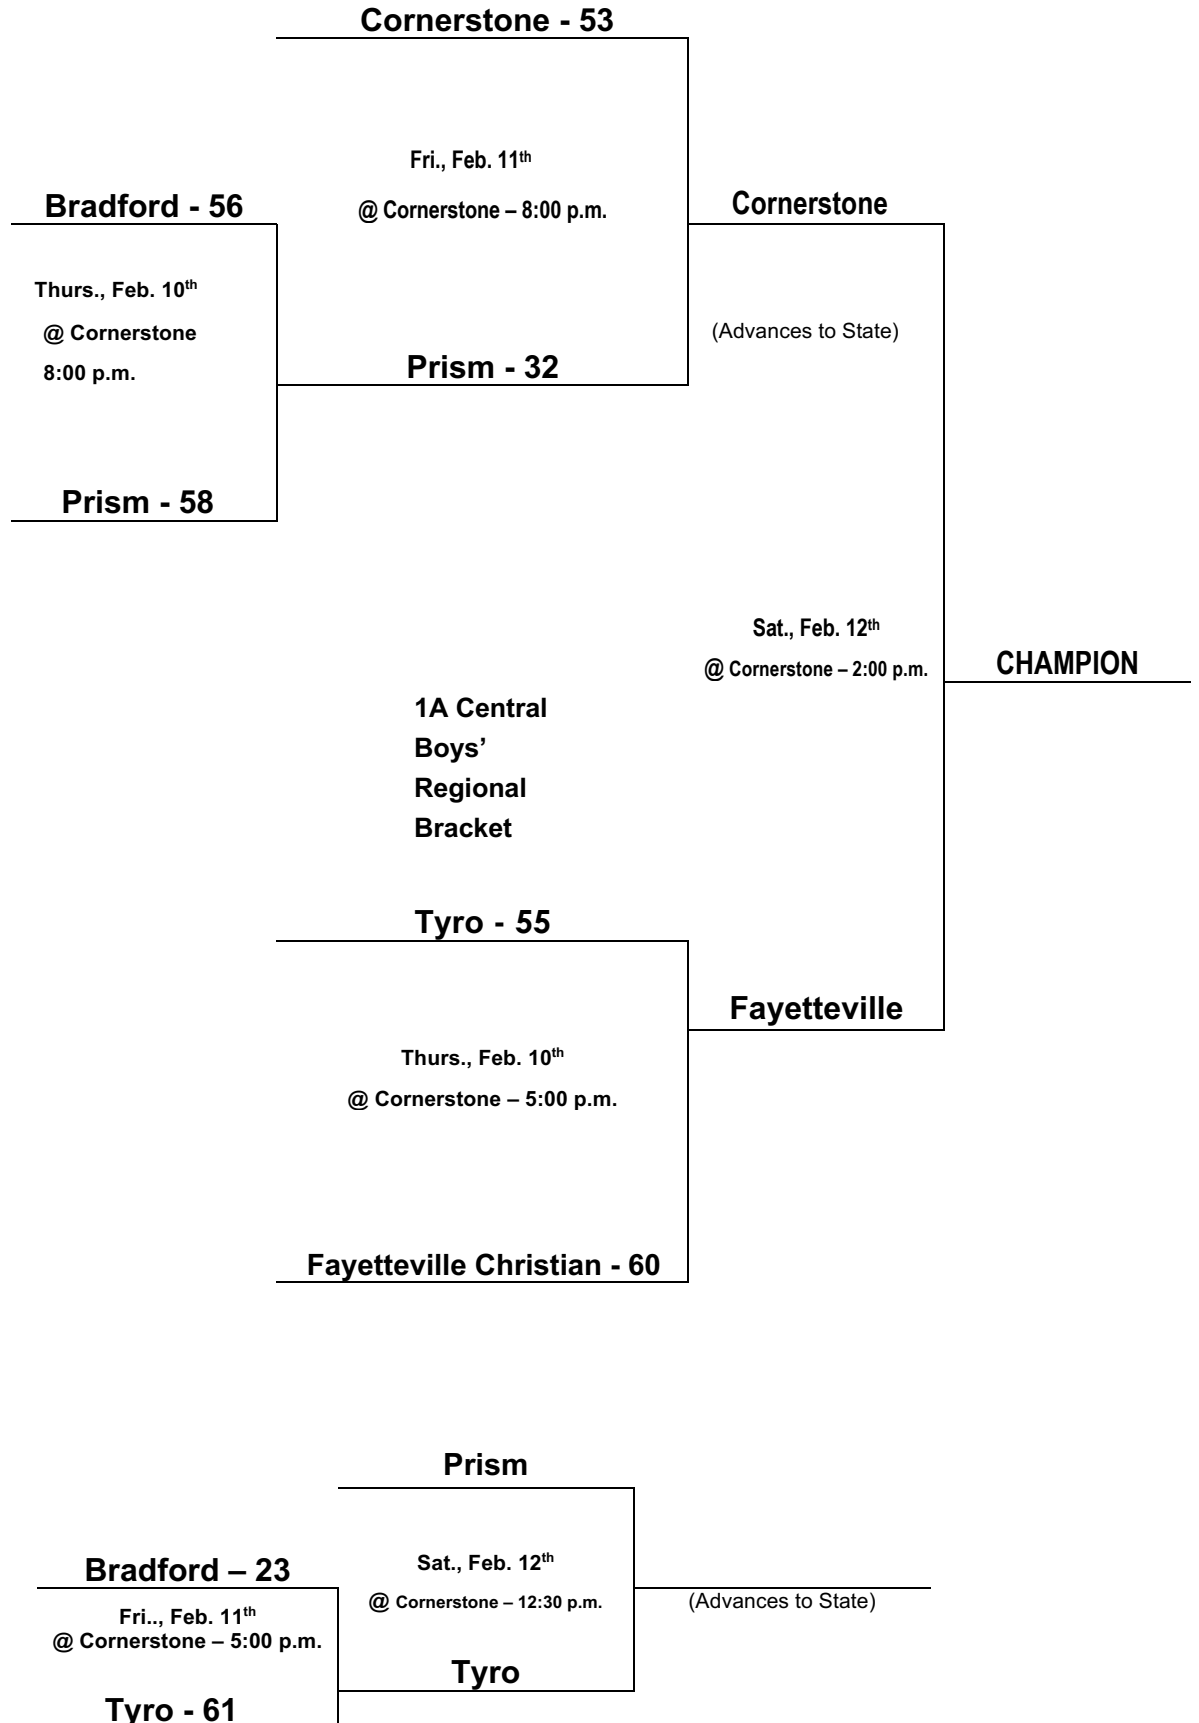 Cornerstone - 53
Fri., Feb. 11th
@ Cornerstone – 8:00 p.m.
Bradford - 56
Cornerstone
Thurs., Feb. 10th
@ Cornerstone
8:00 p.m.
(Advances to State)
Prism - 32
Prism - 58
Sat., Feb. 12th
@ Cornerstone – 2:00 p.m.
CHAMPION
1A Central
Boys’
Regional
Bracket
Tyro - 55
Fayetteville
Thurs., Feb. 10th
@ Cornerstone – 5:00 p.m.
Fayetteville Christian - 60
Prism
Bradford – 23
Sat., Feb. 12th
@ Cornerstone – 12:30 p.m.
(Advances to State)
Fri.., Feb. 11th
@ Cornerstone – 5:00 p.m.
Tyro
Tyro - 61